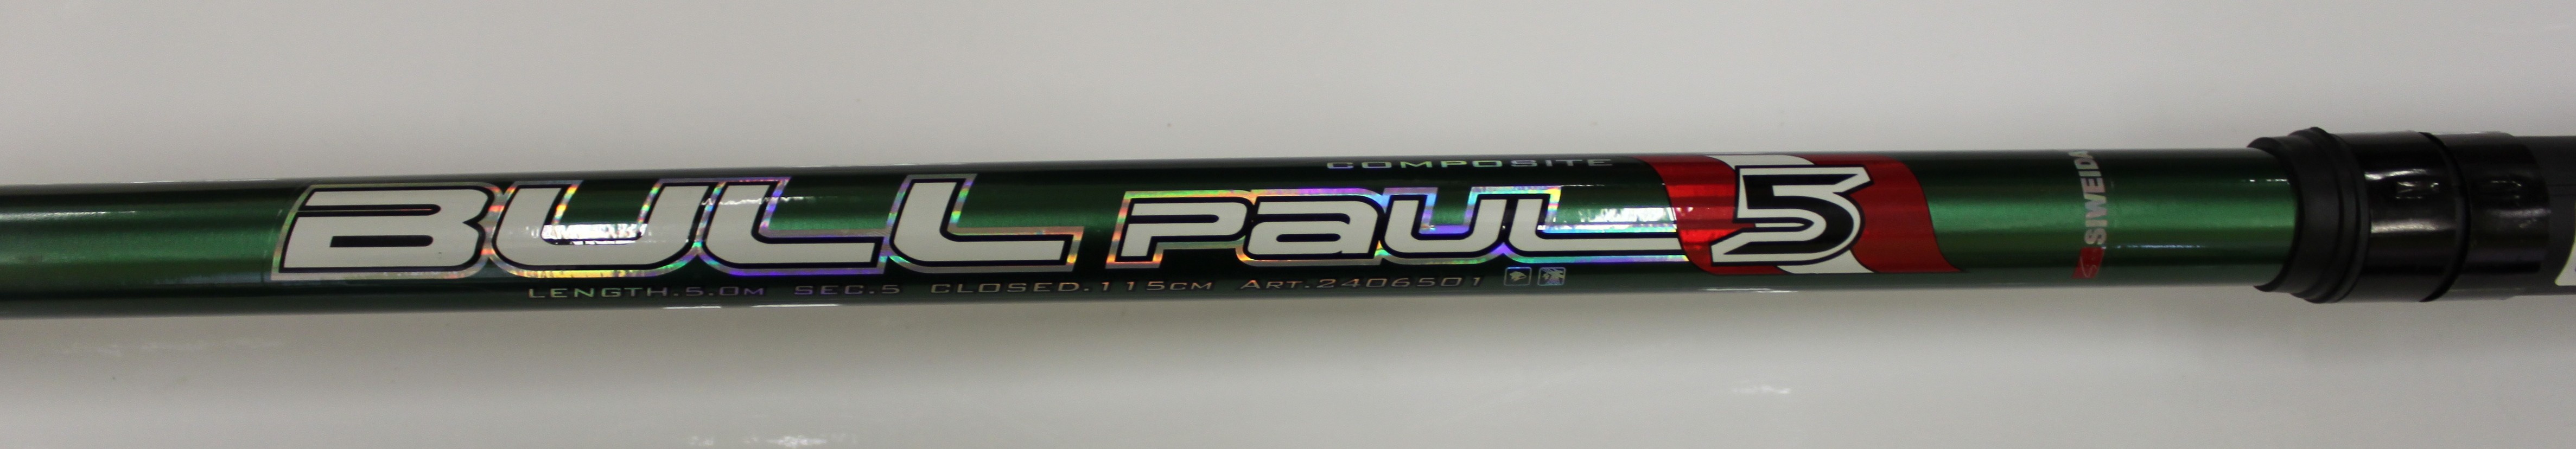 COMPOSITE
BULL PAUL 5
LENGTH.5.0M SEC.5 CLOSED.115CM ART.2406501
SIWEIDA